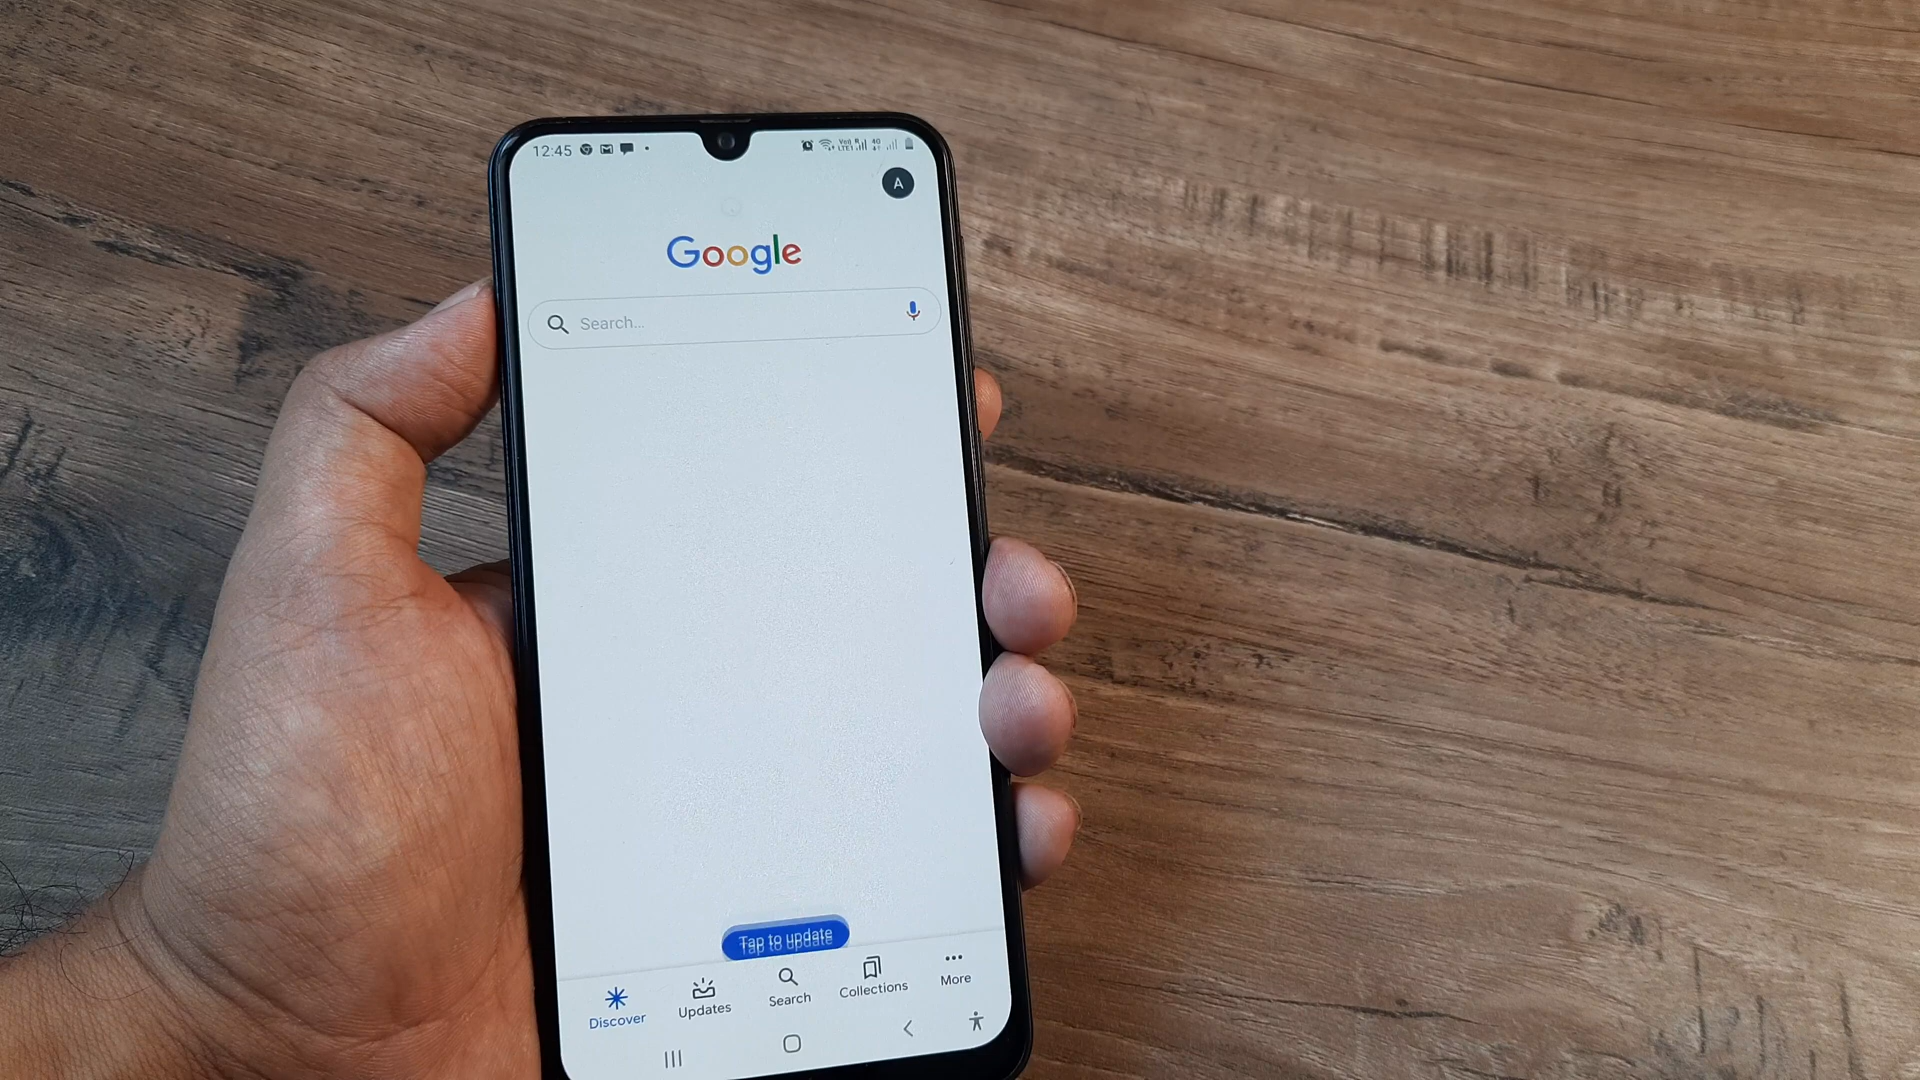 12:45
A
Google
Search...
Tap to update
Discover
Updates
Search
Collections
More